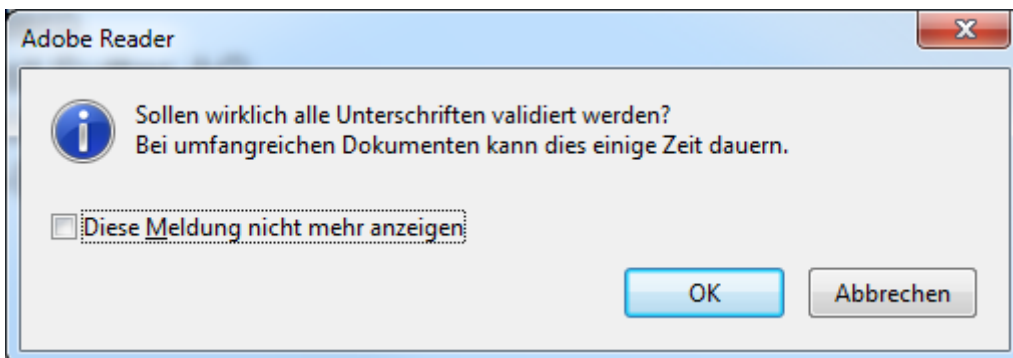 Adobe Reader
Sollen wirklich alle Unterschriften validiert werden?
Bei umfangreichen Dokumenten kann dies einige Zeit dauern.
Diese Meldung nicht mehr anzeigen
OK
Abbrechen